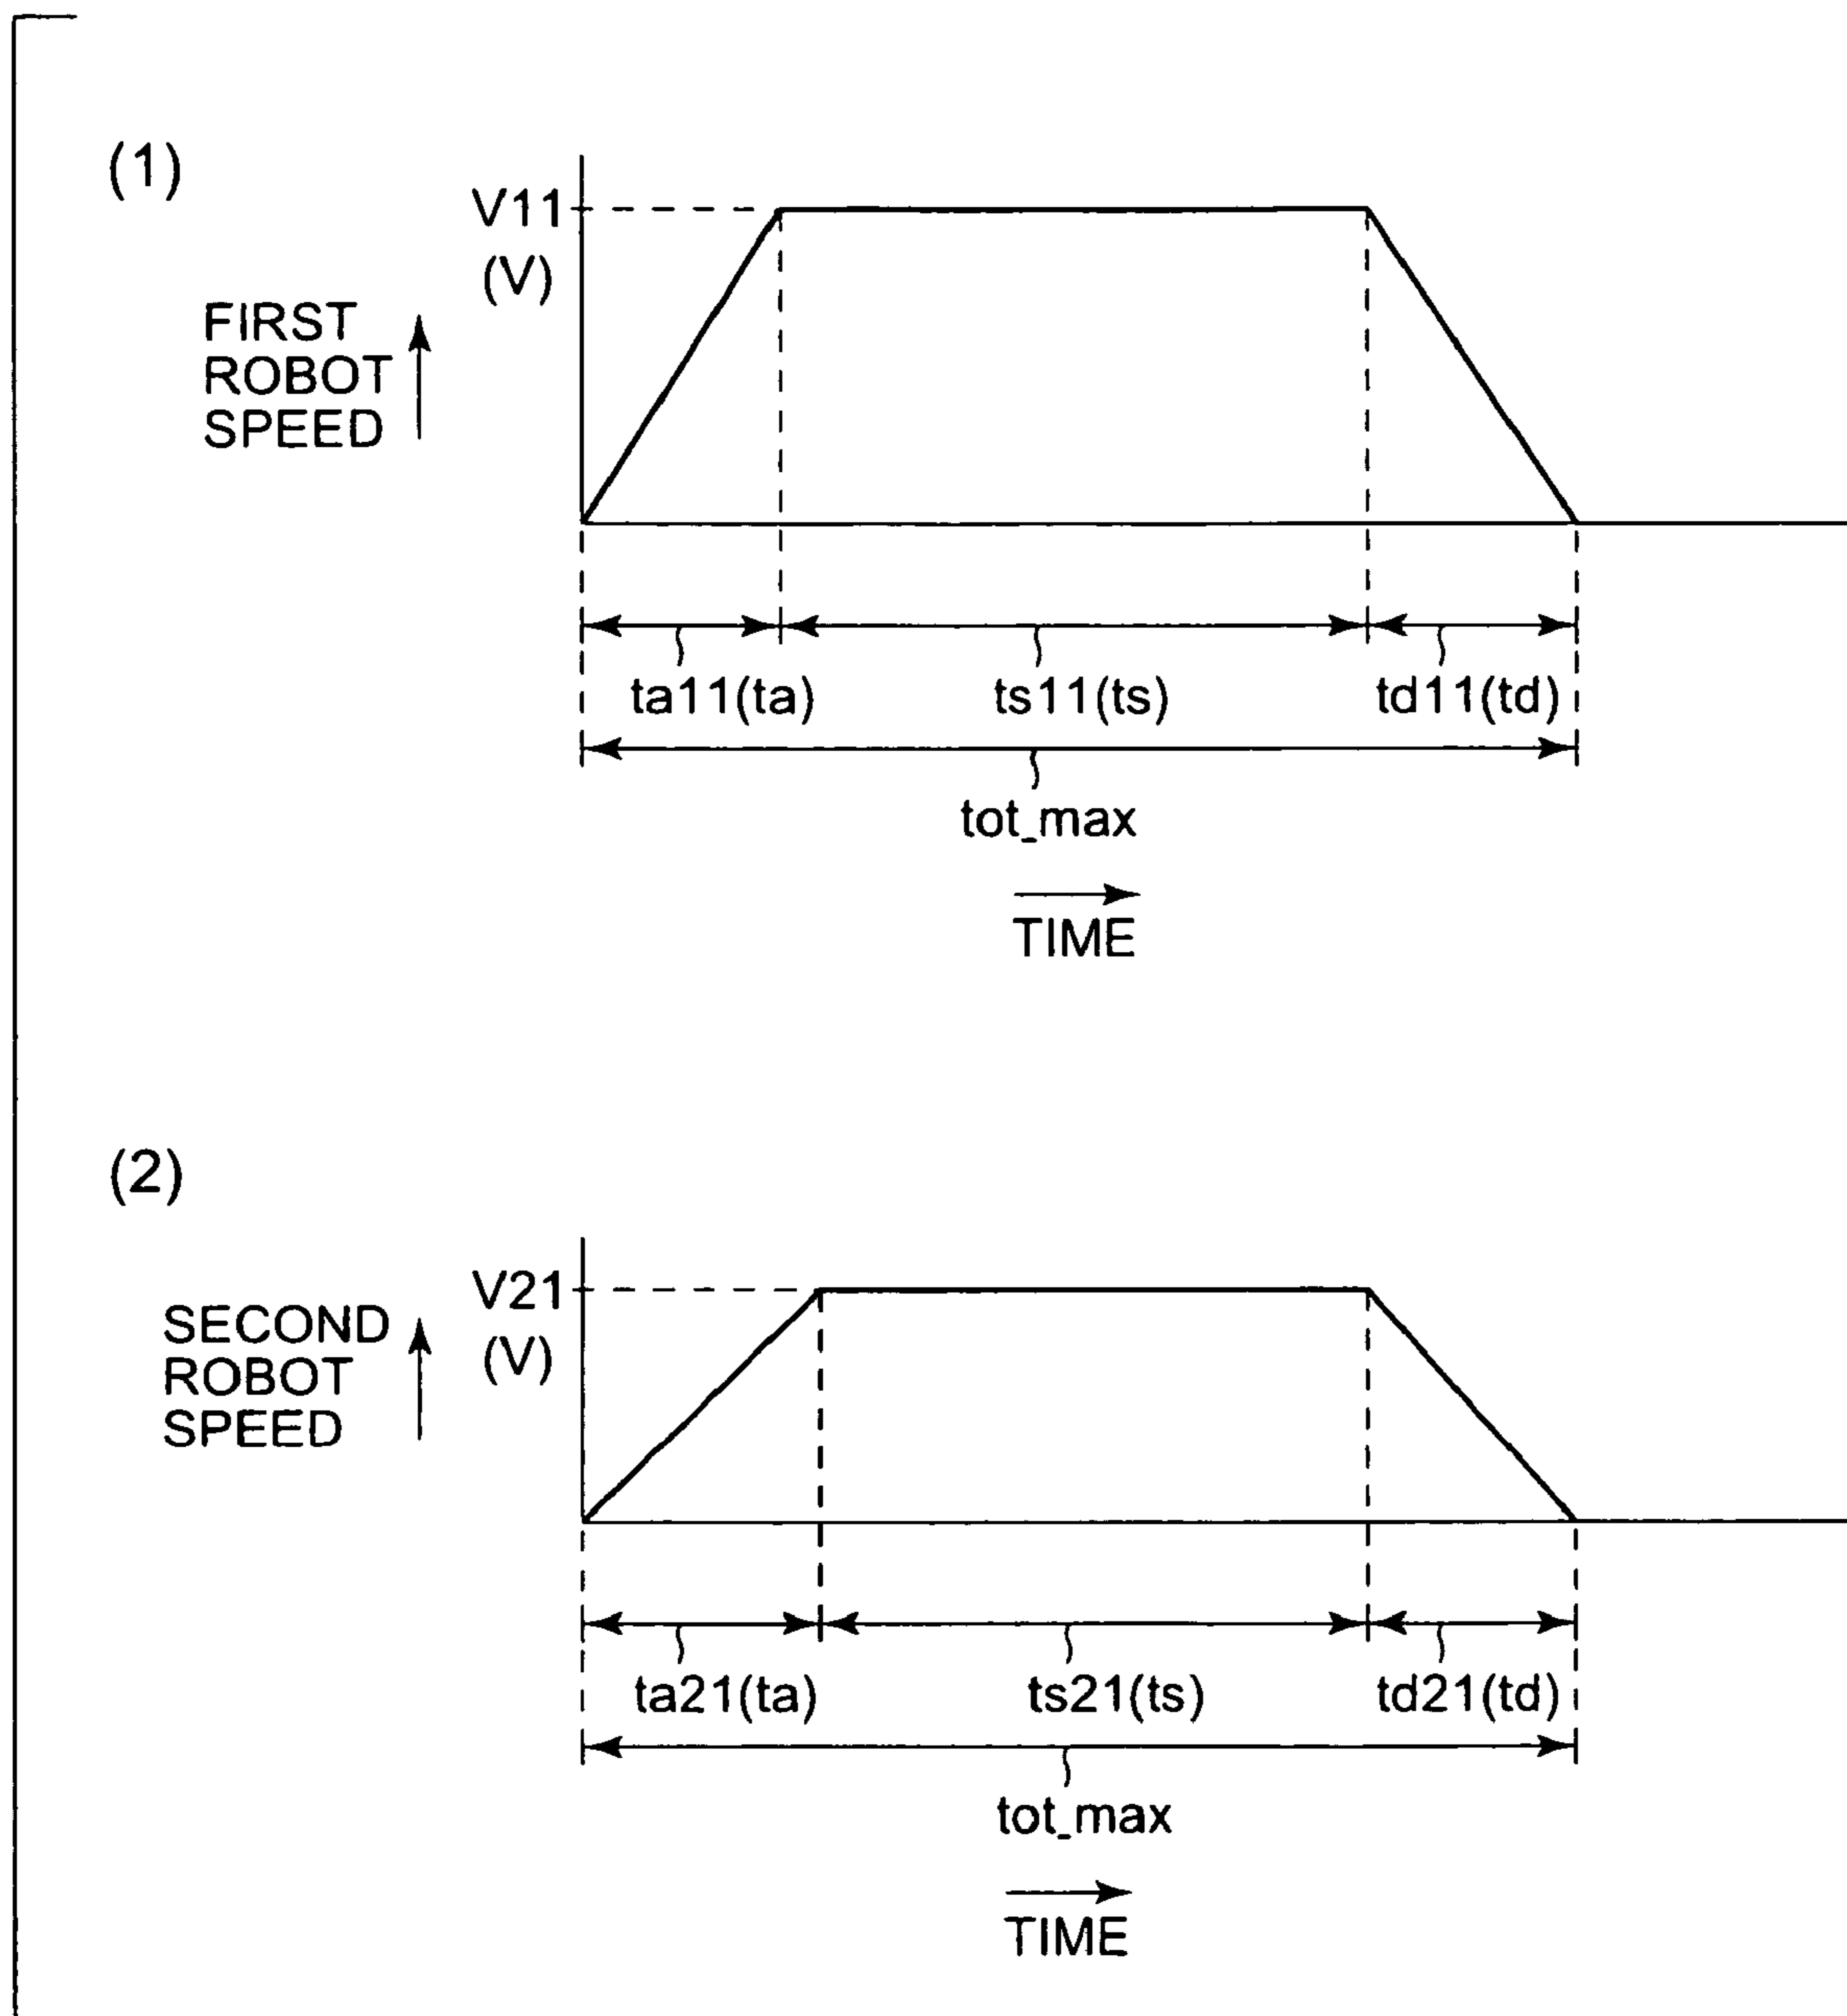 (1)
V11
(V)
FIRST
ROBOT
SPEED
ta11(ta)
ts11(ts)
td11(td)
tot_max
TIME
(2)
V21
(V)
SECOND
ROBOT
SPEED
ta21(ta)
ts21(ts)
td21(td)
tot_max
TIME